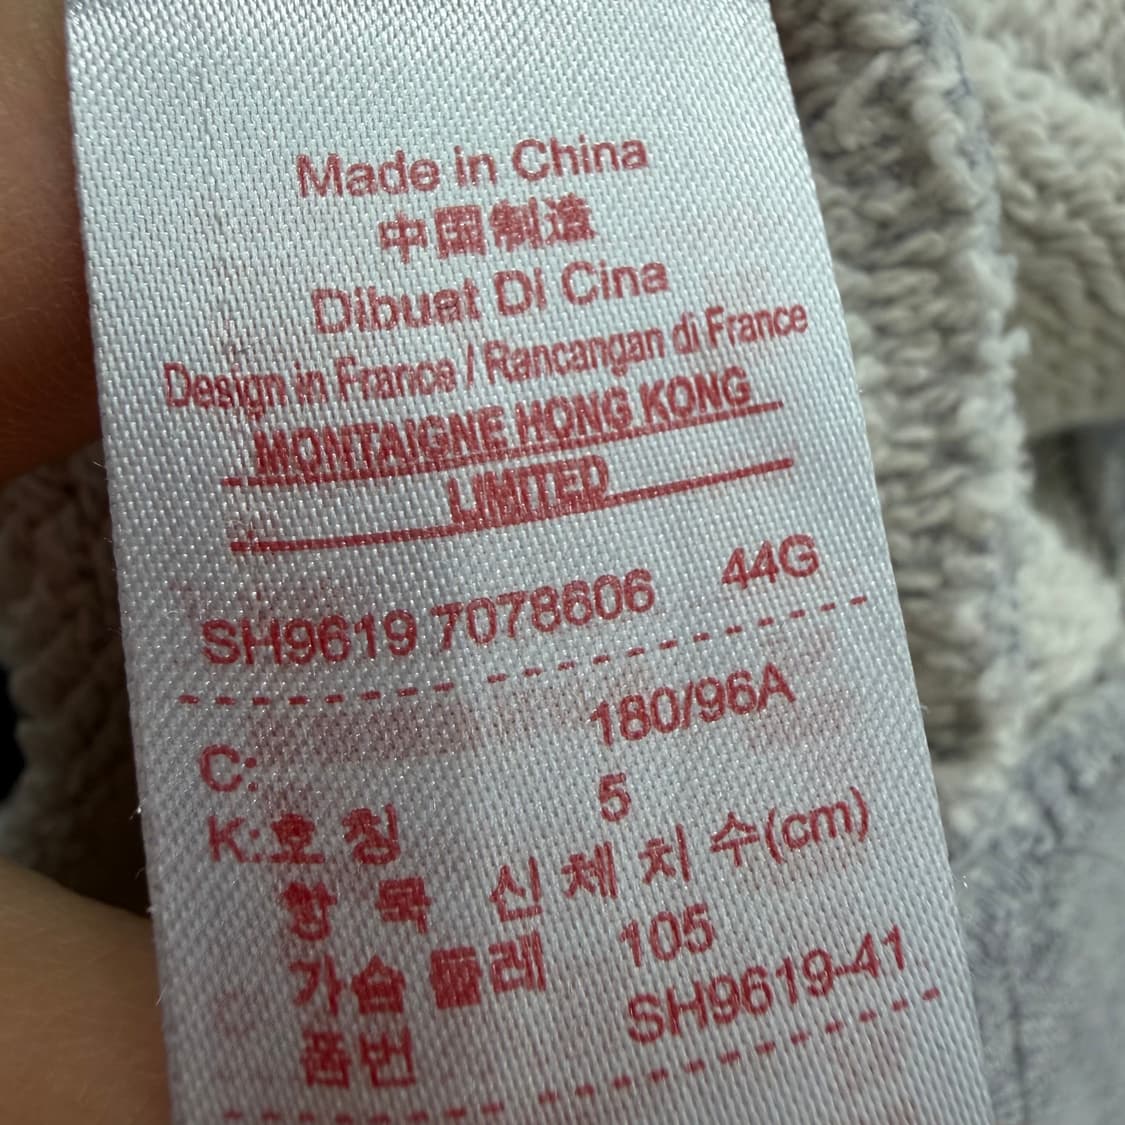 Made in China
中国制造
Dibuat Di Cina
Design in France / Rancangan di France
MONTAIGNE HONG KONG
LIMITED
SH9619 7078606 44G
C: 180/96A
K:호 칭 5
항 목 신 체 치 수(cm)
가슴 둘레 105
품번 SH9619-41